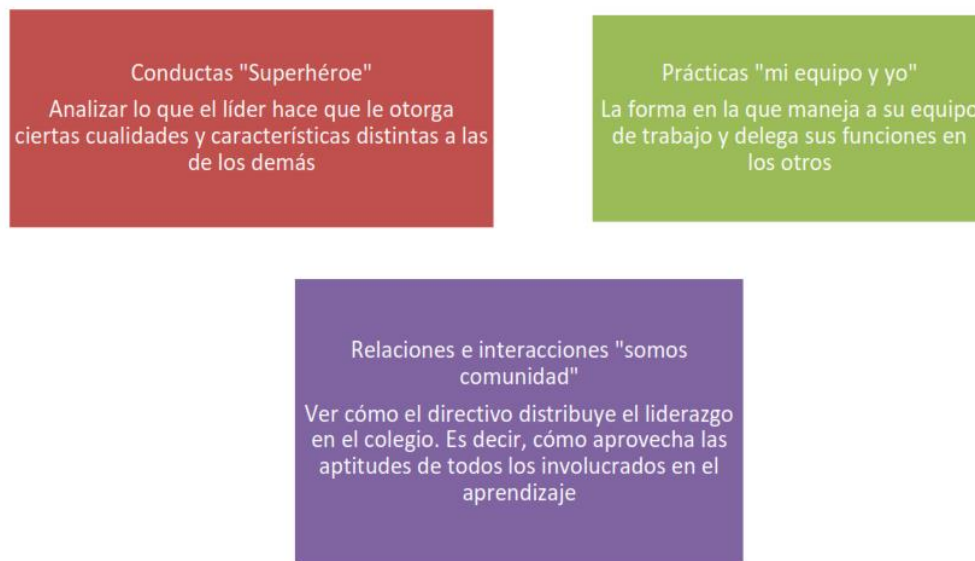 Conductas "Superhéroe"
Analizar lo que el líder hace que le otorga
ciertas cualidades y características distintas a las
de los demás
Prácticas "mi equipo y yo"
La forma en la que maneja a su equipo
de trabajo y delega sus funciones en
los otros
Relaciones e interacciones "somos
comunidad"
Ver cómo el directivo distribuye el liderazgo
en el colegio. Es decir, cómo aprovecha las
aptitudes de todos los involucrados en el
aprendizaje